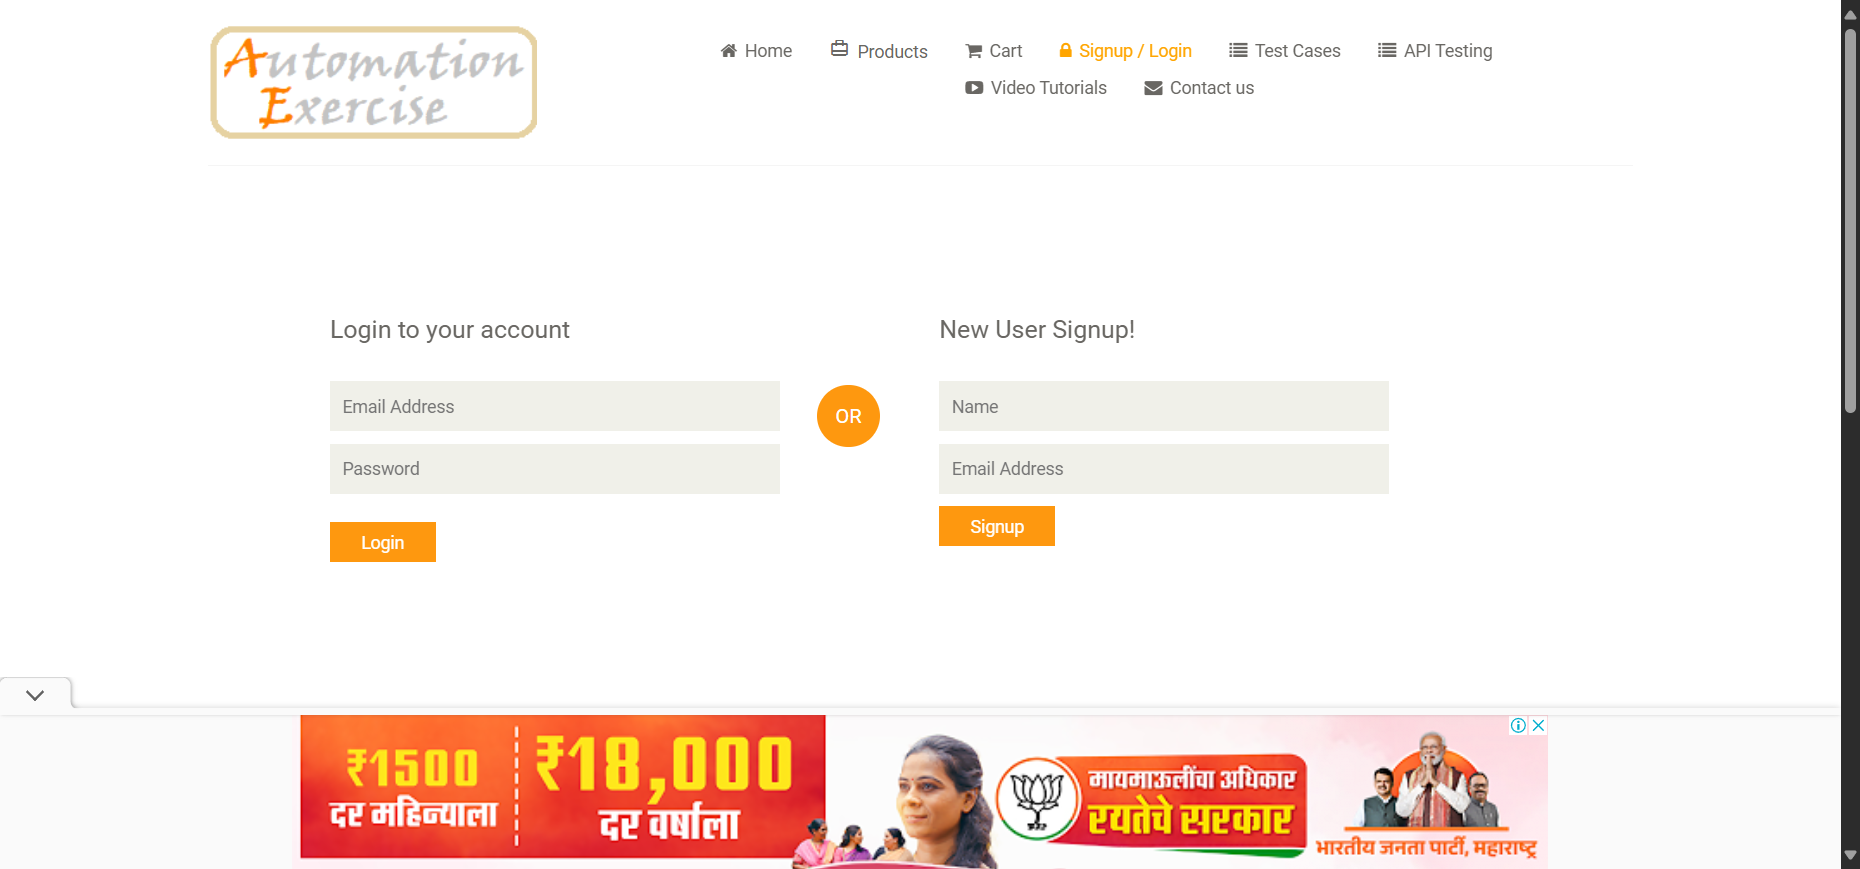 Automation
Exercise
Home
Products
Cart
Signup / Login
Test Cases
API Testing
Video Tutorials
Contact us
Login to your account
Email Address
Password
Login
OR
New User Signup!
Name
Email Address
Signup
₹1500
दर महिन्याला
₹18,000
दर वर्षाला
मायमाऊलींचा अधिकार
रयतेचे सरकार
भारतीय जनता पार्टी, महाराष्ट्र